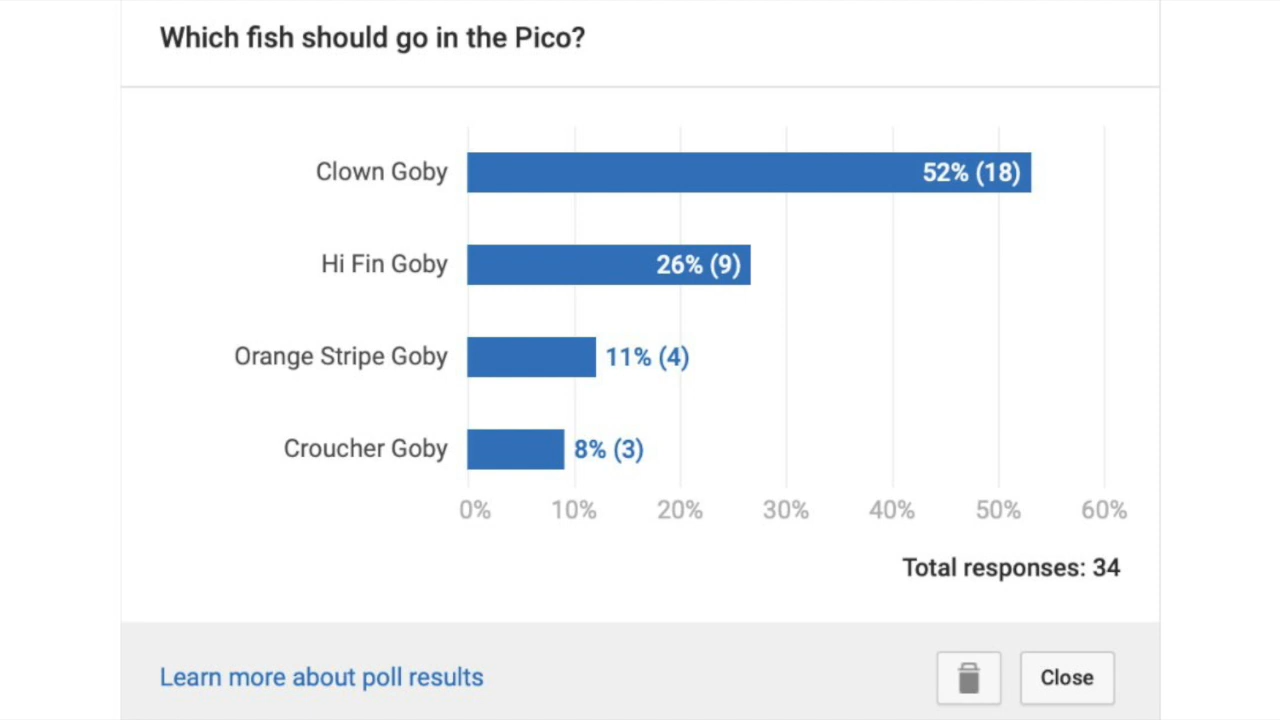 Which fish should go in the Pico?
Clown Goby 52% (18)
Hi Fin Goby 26% (9)
Orange Stripe Goby 11% (4)
Croucher Goby 8% (3)
0% 10% 20% 30% 40% 50% 60%
Total responses: 34
Learn more about poll results Close